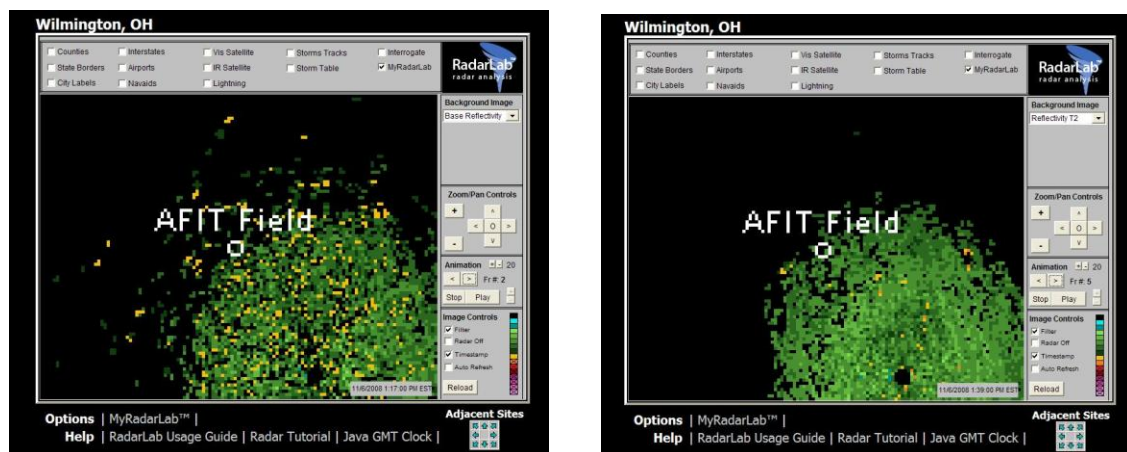 Wilmington, OH
Counties Interstates Vis Satellite Storms Tracks Interrogate
State Borders Airports IR Satellite Storm Table MyRadarLab
City Labels Navaids Lightning
RadarLab
radar analysis
Background Image
Base Reflectivity
AFIT Field
Zoom/Pan Controls
+ ^
< O >
- v
Animation + - 20
< > Fr #: 2
Stop Play
Image Controls
Filter
Radar Off
Timestamp
Auto Refresh
Reload
11/6/2008 1:17:00 PM EST
Options | MyRadarLab™ |
Help | RadarLab Usage Guide | Radar Tutorial | Java GMT Clock |
Adjacent Sites
Wilmington, OH
Counties Interstates Vis Satellite Storms Tracks Interrogate
State Borders Airports IR Satellite Storm Table MyRadarLab
City Labels Navaids Lightning
RadarLab
radar analysis
Background Image
Reflectivity T2
AFIT Field
Zoom/Pan Controls
+ ^
< O >
- v
Animation + - 20
< > Fr #: 5
Stop Play
Image Controls
Filter
Radar Off
Timestamp
Auto Refresh
Reload
11/6/2008 1:39:00 PM EST
Options | MyRadarLab™ |
Help | RadarLab Usage Guide | Radar Tutorial | Java GMT Clock |
Adjacent Sites